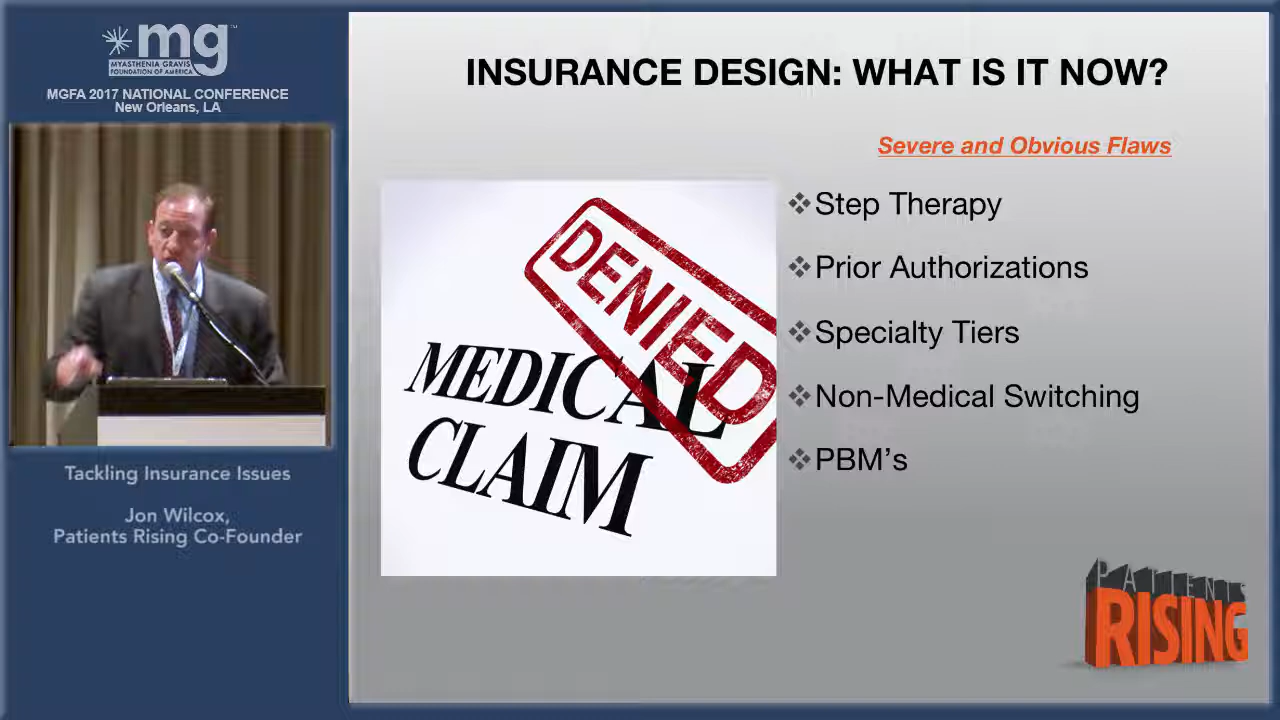 mg
MYASTHENIA GRAVIS
FOUNDATION OF AMERICA
MGFA 2017 NATIONAL CONFERENCE
New Orleans, LA
Tackling Insurance Issues
Jon Wilcox,
Patients Rising Co-Founder
INSURANCE DESIGN: WHAT IS IT NOW?
Severe and Obvious Flaws
DENIED
MEDICAL
CLAIM
Step Therapy
Prior Authorizations
Specialty Tiers
Non-Medical Switching
PBM's
PATIENTS
RISING